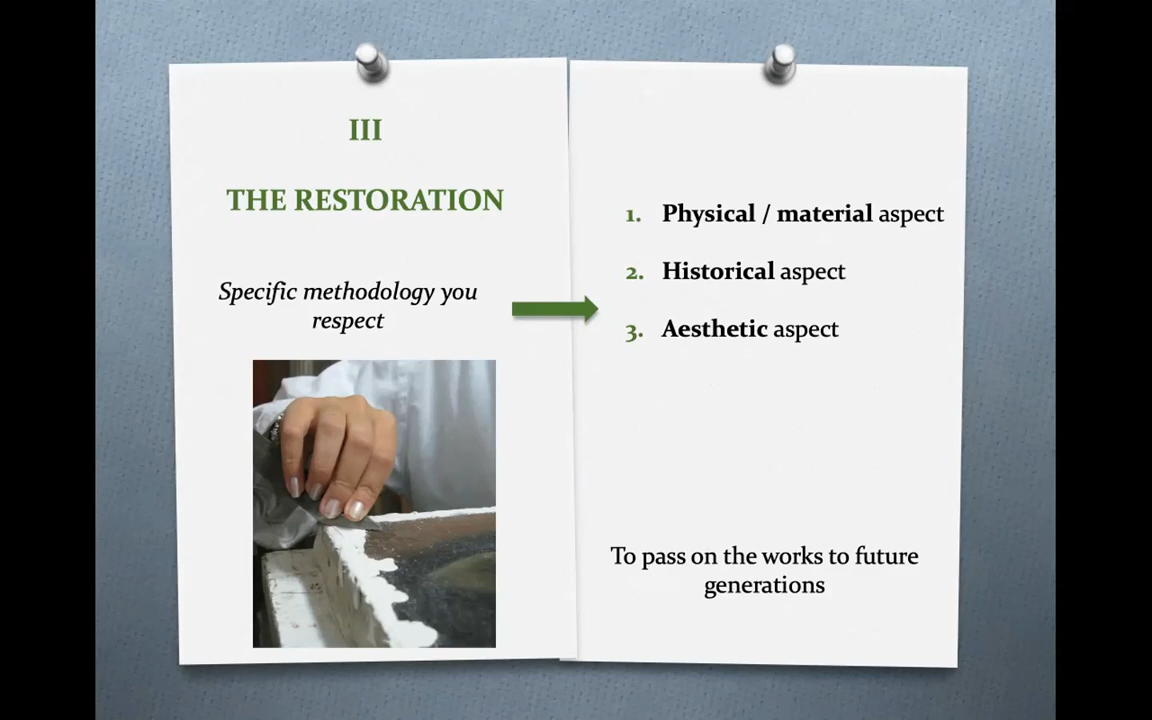 III
THE RESTORATION
Specific methodology you
respect
1. Physical / material aspect
2. Historical aspect
3. Aesthetic aspect
To pass on the works to future
generations